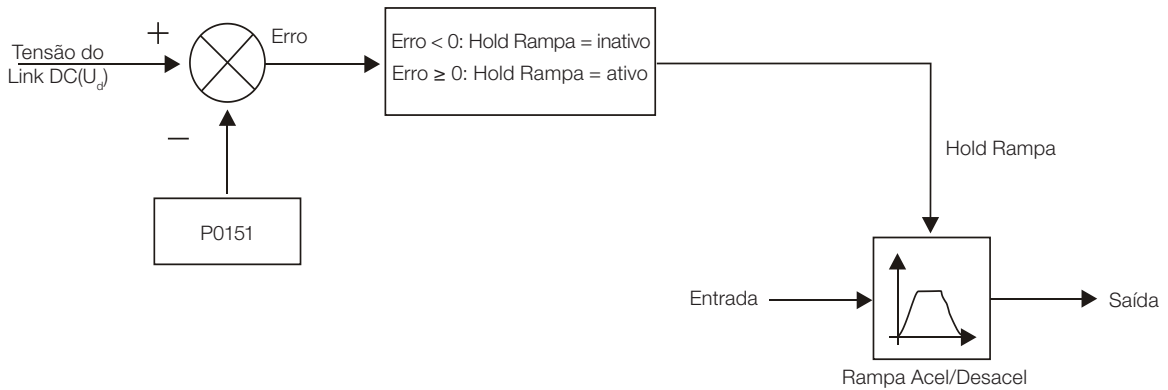 +
Erro
Tensão do
Link DC(U_d)
Erro < 0: Hold Rampa = inativo
Erro ≥ 0: Hold Rampa = ativo
–
P0151
Hold Rampa
Entrada
Saída
Rampa Acel/Desacel